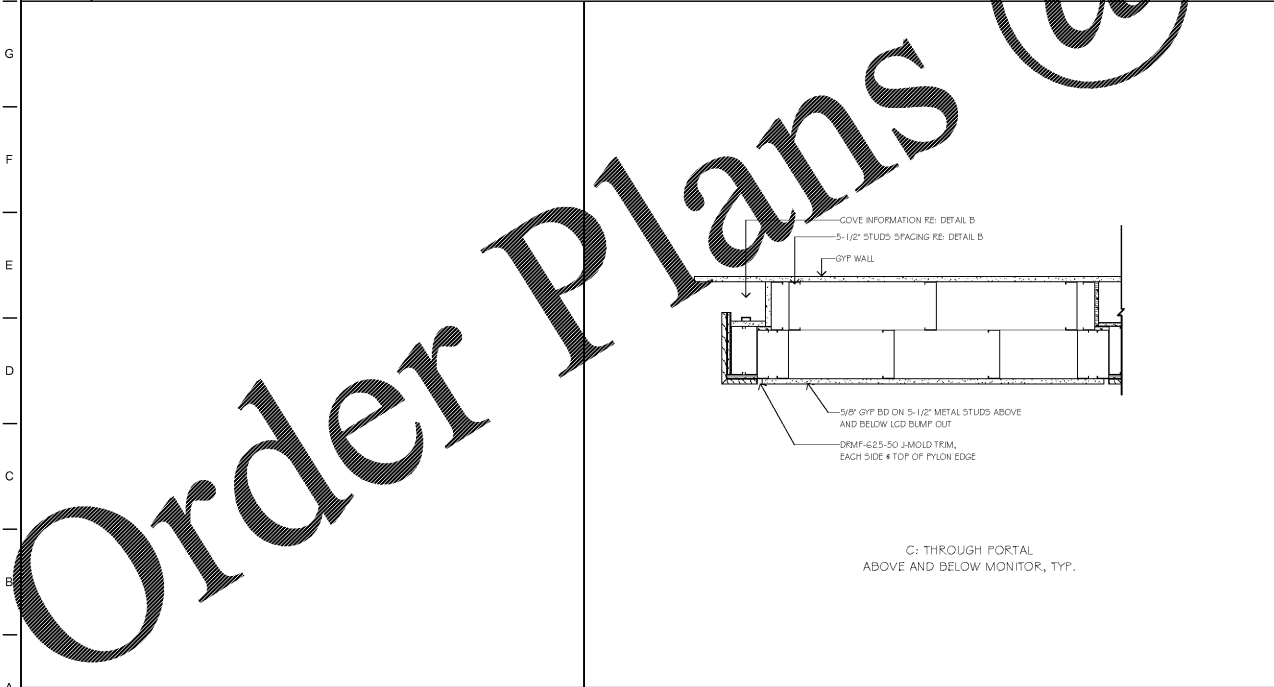 G
F
E
D
C
B
A
Order Plans @
COVE INFORMATION RE: DETAIL B
5-1/2" STUDS SPACING RE: DETAIL B
GYP WALL
5/8" GYP BD ON 5-1/2" METAL STUDS ABOVE
AND BELOW LCD BUMP OUT
DRMF-625-50 J-MOLD TRIM,
EACH SIDE & TOP OF PYLON EDGE
C: THROUGH PORTAL
ABOVE AND BELOW MONITOR, TYP.